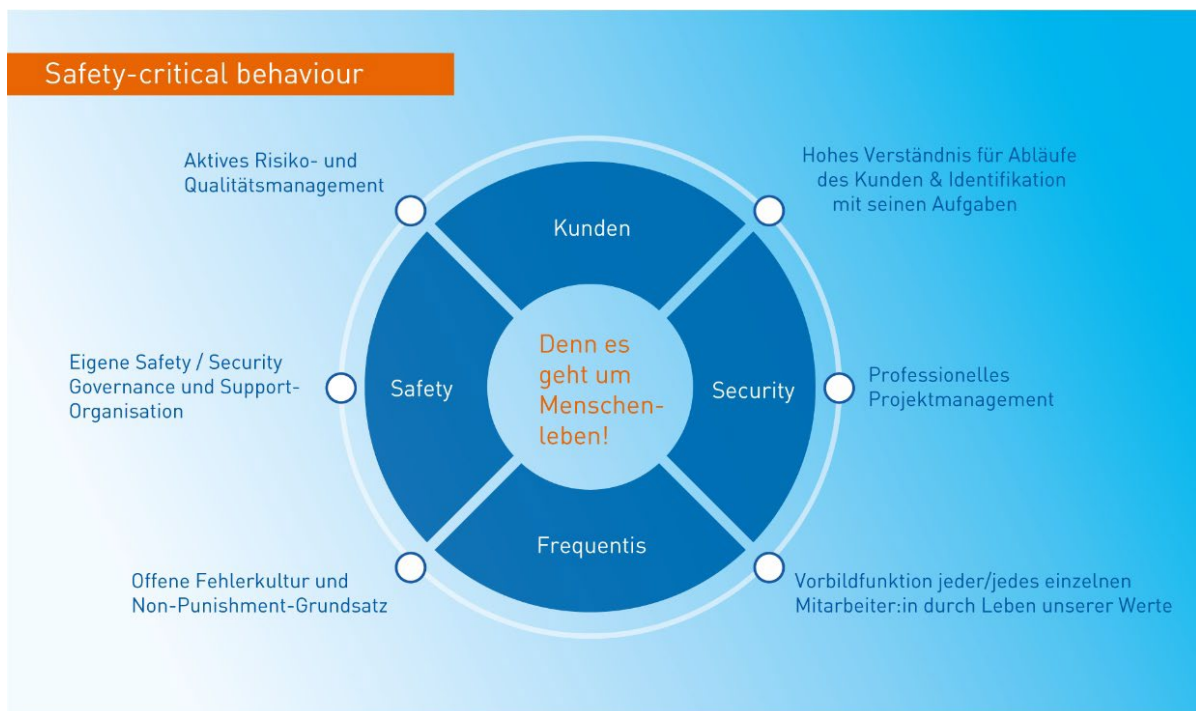 Safety-critical behaviour
Aktives Risiko- und
Qualitätsmanagement
Hohes Verständnis für Abläufe
des Kunden & Identifikation
mit seinen Aufgaben
Kunden
Eigene Safety / Security
Governance und Support-
Organisation
Safety
Denn es
geht um
Menschen-
leben!
Security
Professionelles
Projektmanagement
Frequentis
Offene Fehlerkultur und
Non-Punishment-Grundsatz
Vorbildfunktion jeder/jedes einzelnen
Mitarbeiter:in durch Leben unserer Werte